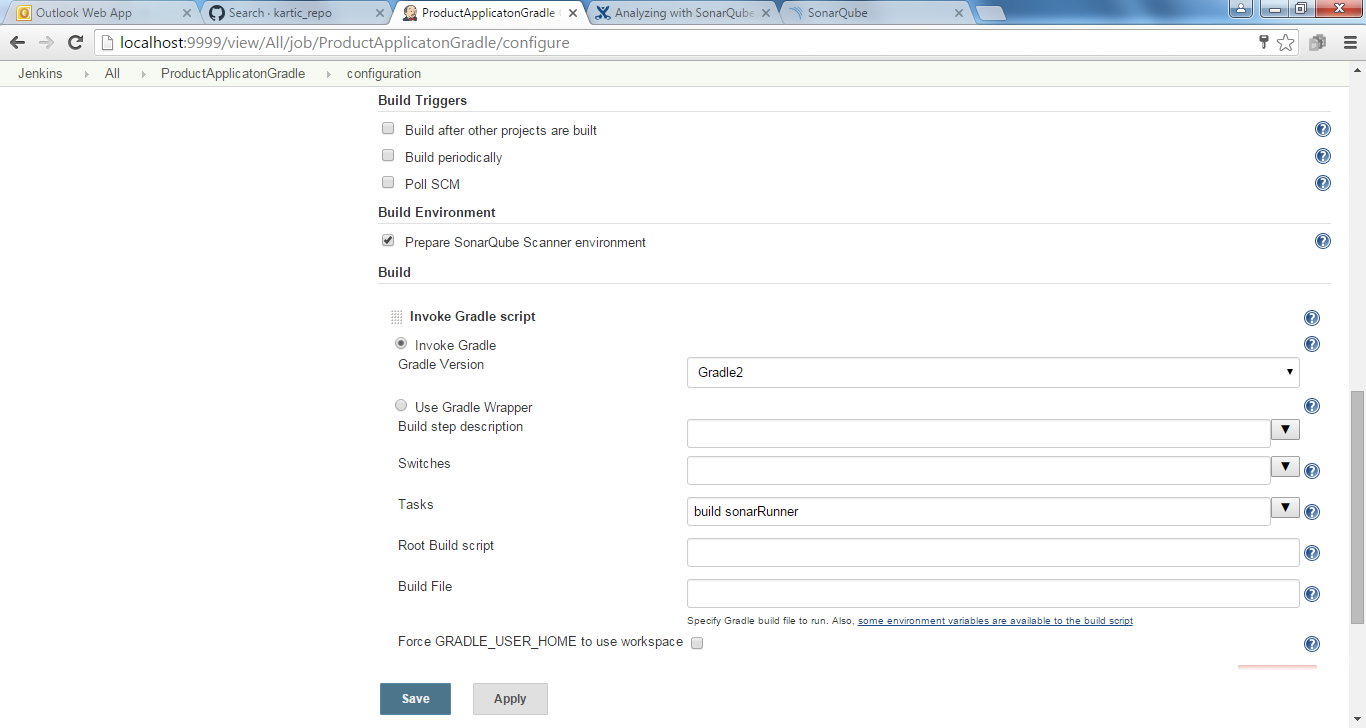 Outlook Web App
Search · kartic_repo
ProductApplicatonGradle
Analyzing with SonarQube
SonarQube
localhost:9999/view/All/job/ProductApplicatonGradle/configure
Jenkins All ProductApplicatonGradle configuration
Build Triggers
Build after other projects are built
Build periodically
Poll SCM
Build Environment
Prepare SonarQube Scanner environment
Build
Invoke Gradle script
Invoke Gradle
Gradle Version
Gradle2
Use Gradle Wrapper
Build step description
Switches
Tasks
build sonarRunner
Root Build script
Build File
Specify Gradle build file to run. Also, some environment variables are available to the build script
Force GRADLE_USER_HOME to use workspace
Save Apply